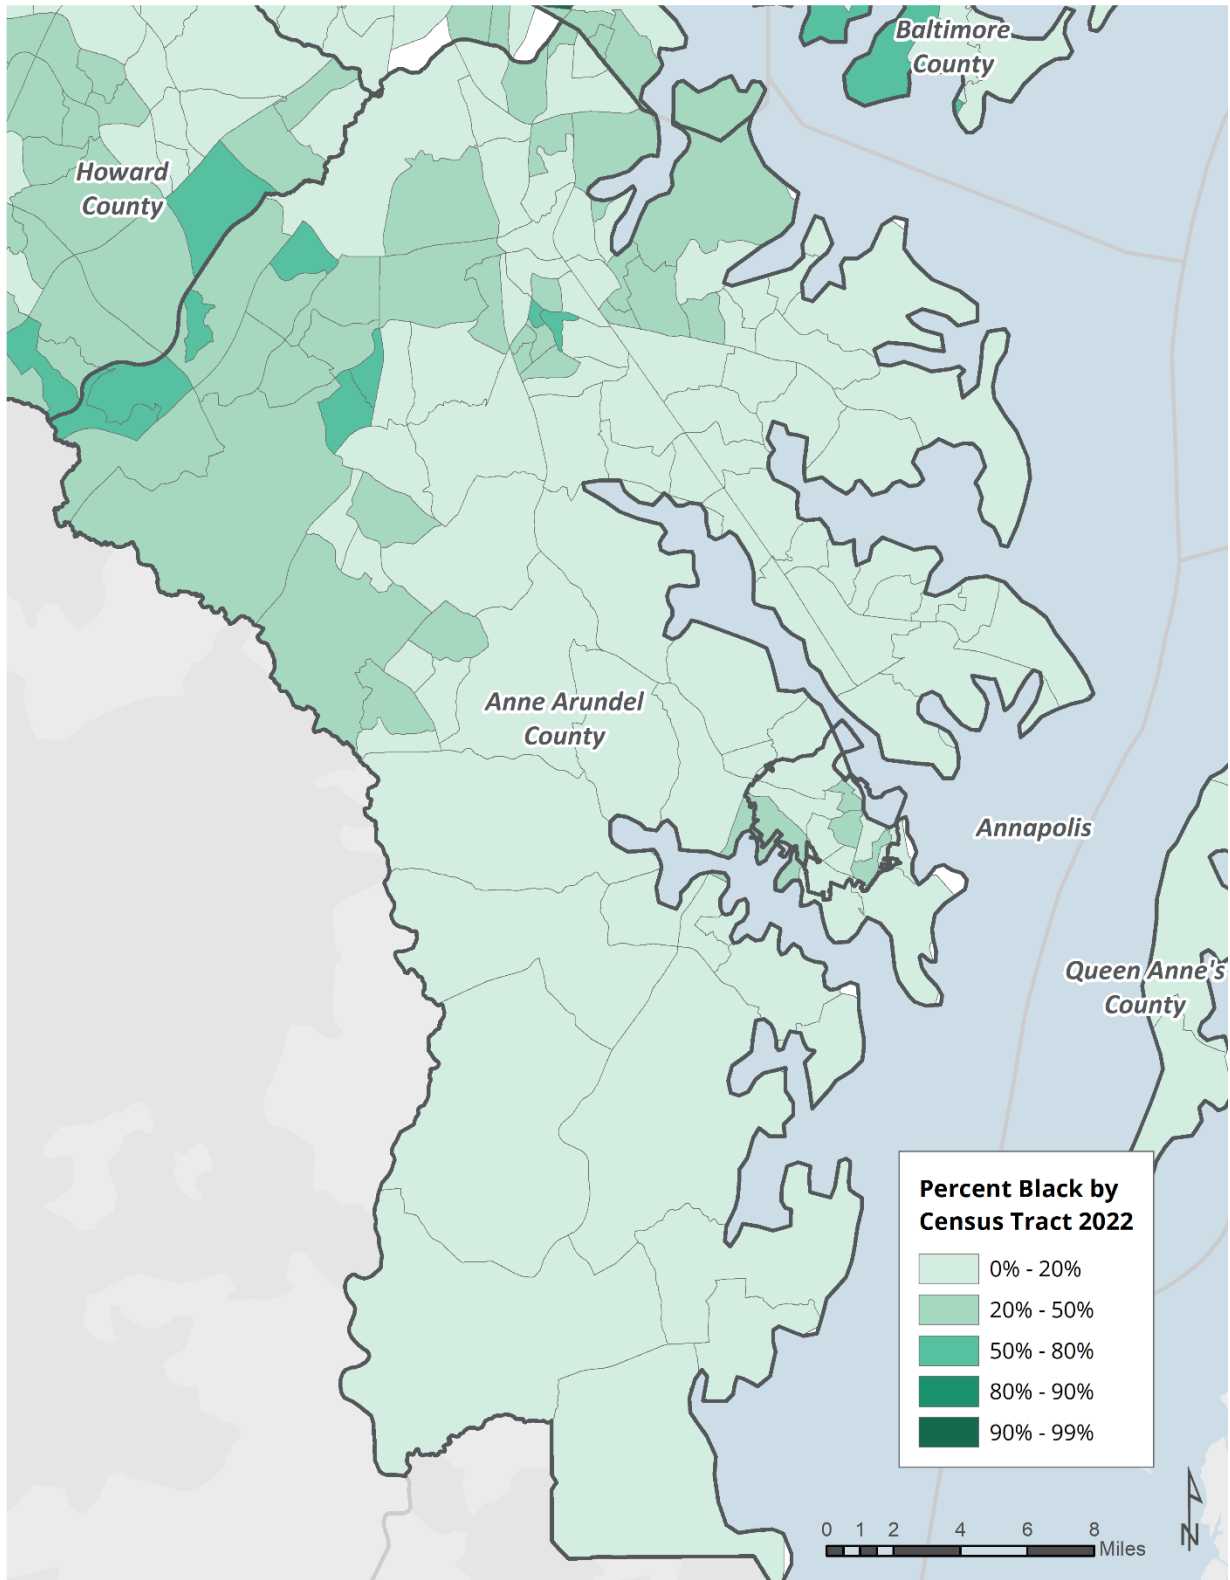 Baltimore
County
Howard
County
Anne Arundel
County
Annapolis
Queen Anne's
County
Percent Black by
Census Tract 2022
0% - 20%
20% - 50%
50% - 80%
80% - 90%
90% - 99%
N
0 1 2 4 6 8
Miles